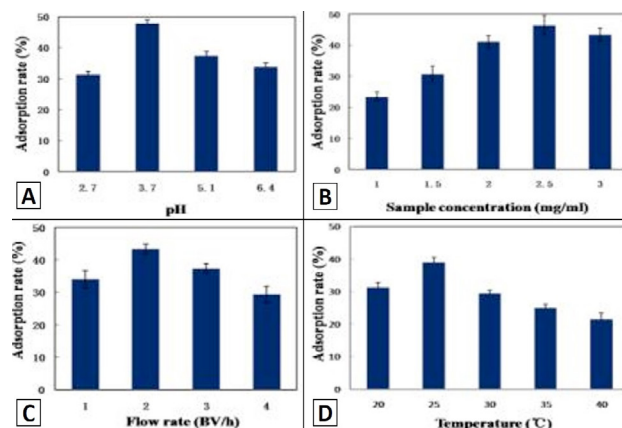 50
40
30
20
10
0
Adsorption rate (%)
2.7 3.7 5.1 6.4
pH
A
50
40
30
20
10
0
Adsorption rate (%)
1 1.5 2 2.5 3
Sample concentration (mg/ml)
B
50
40
30
20
10
0
Adsorption rate (%)
1 2 3 4
Flow rate (BV/h)
C
50
40
30
20
10
0
Adsorption rate (%)
20 25 30 35 40
Temperature (℃)
D